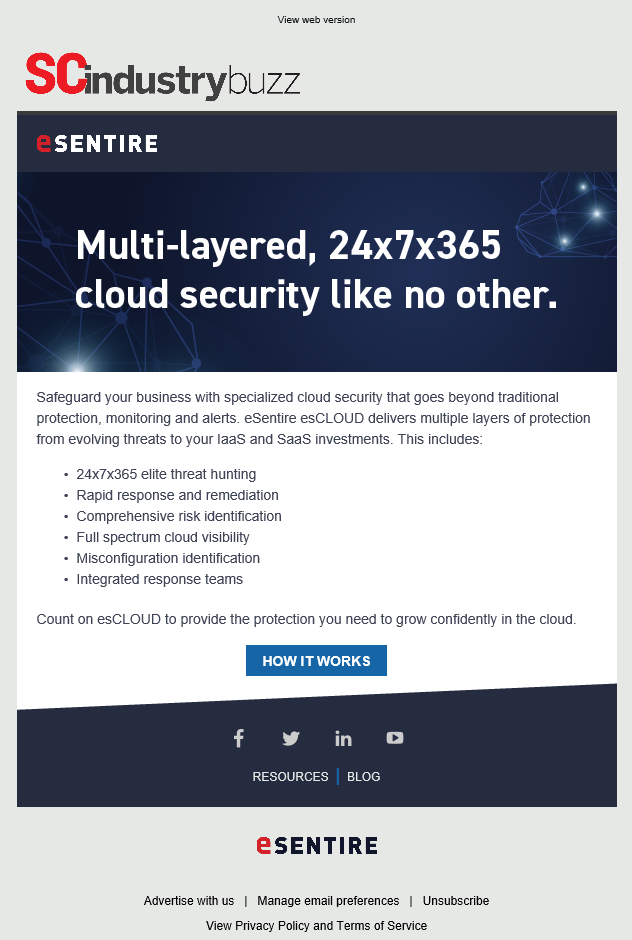 View web version
SCindustrybuzz
eSENTIRE
Multi-layered, 24x7x365
cloud security like no other.
Safeguard your business with specialized cloud security that goes beyond traditional
protection, monitoring and alerts. eSentire esCLOUD delivers multiple layers of protection
from evolving threats to your IaaS and SaaS investments. This includes:
• 24x7x365 elite threat hunting
• Rapid response and remediation
• Comprehensive risk identification
• Full spectrum cloud visibility
• Misconfiguration identification
• Integrated response teams
Count on esCLOUD to provide the protection you need to grow confidently in the cloud.
HOW IT WORKS
RESOURCES | BLOG
eSENTIRE
Advertise with us | Manage email preferences | Unsubscribe
View Privacy Policy and Terms of Service